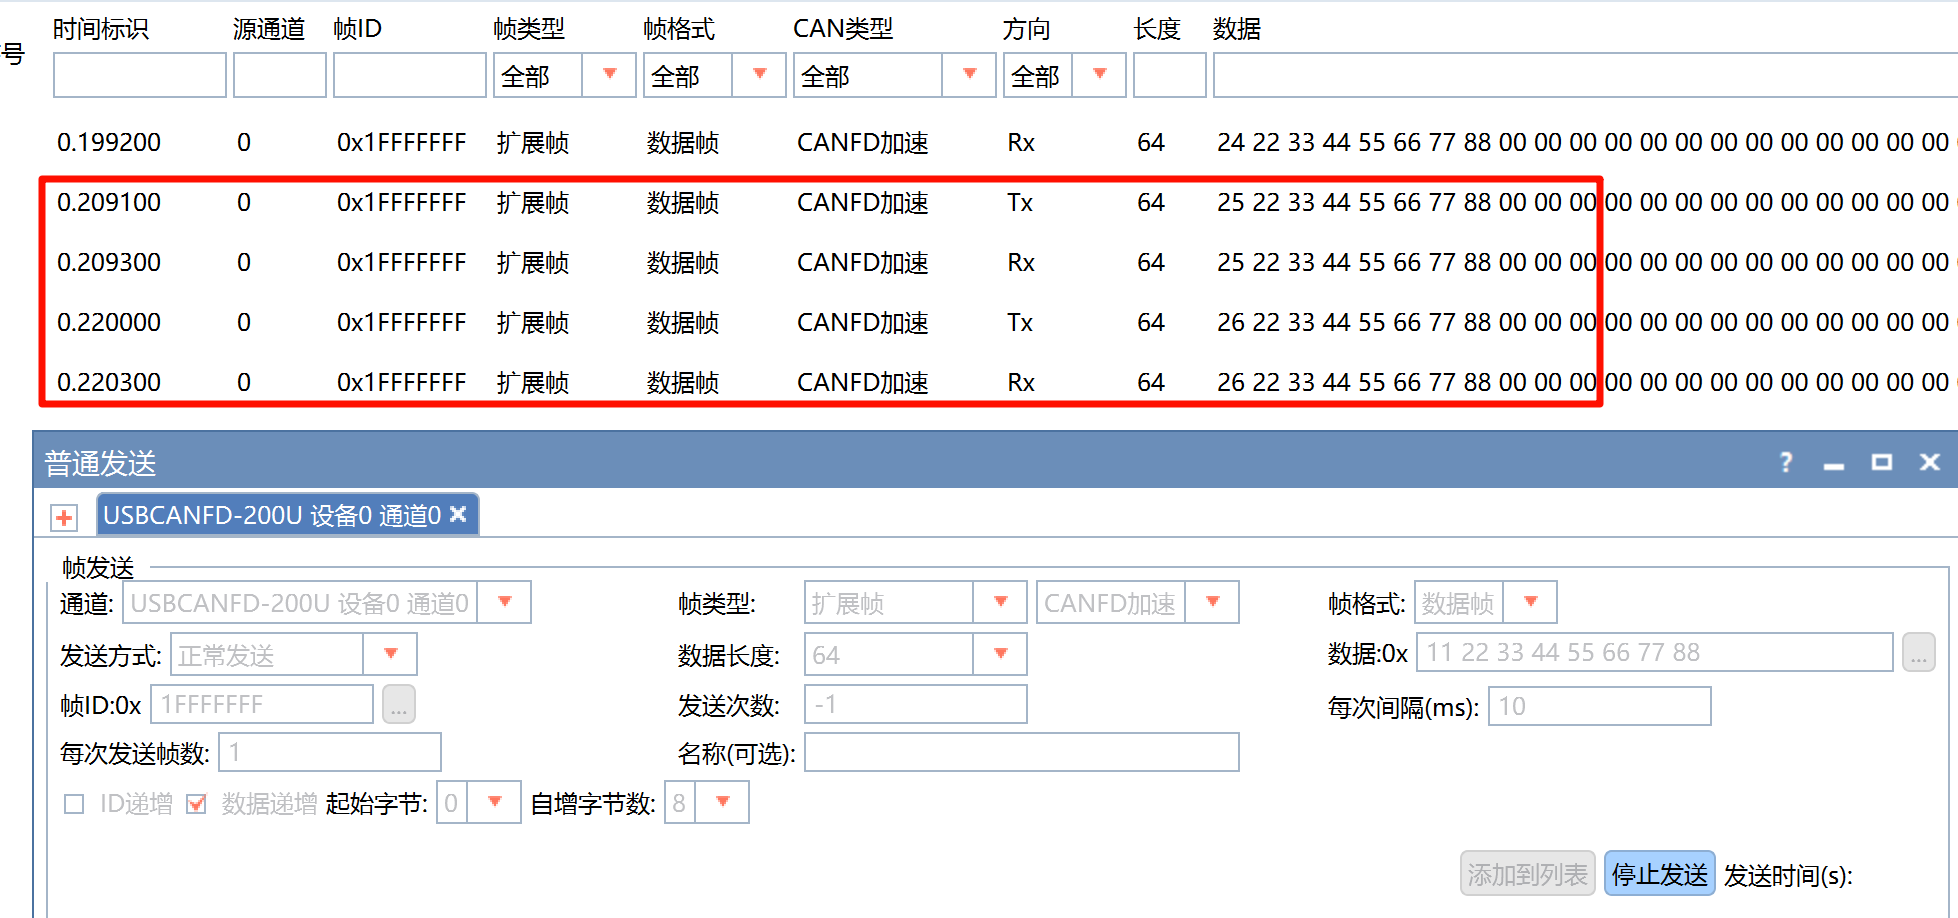 时间标识 源通道 帧ID 帧类型 帧格式 CAN类型 方向 长度 数据
号
全部 全部 全部 全部
0.199200 0 0x1FFFFFFF 扩展帧 数据帧 CANFD加速 Rx 64 24 22 33 44 55 66 77 88 00 00 00 00 00 00 00 00 00 00 00 00 00
0.209100 0 0x1FFFFFFF 扩展帧 数据帧 CANFD加速 Tx 64 25 22 33 44 55 66 77 88 00 00 00 00 00 00 00 00 00 00 00 00 00
0.209300 0 0x1FFFFFFF 扩展帧 数据帧 CANFD加速 Rx 64 25 22 33 44 55 66 77 88 00 00 00 00 00 00 00 00 00 00 00 00 00
0.220000 0 0x1FFFFFFF 扩展帧 数据帧 CANFD加速 Tx 64 26 22 33 44 55 66 77 88 00 00 00 00 00 00 00 00 00 00 00 00 00
0.220300 0 0x1FFFFFFF 扩展帧 数据帧 CANFD加速 Rx 64 26 22 33 44 55 66 77 88 00 00 00 00 00 00 00 00 00 00 00 00 00
普通发送 ?
USBCANFD-200U 设备0 通道0
帧发送
通道: USBCANFD-200U 设备0 通道0 帧类型: 扩展帧 CANFD加速 帧格式: 数据帧
发送方式: 正常发送 数据长度: 64 数据:0x 11 22 33 44 55 66 77 88 ...
帧ID:0x 1FFFFFFF ... 发送次数: -1 每次间隔(ms): 10
每次发送帧数: 1 名称(可选):
ID递增 数据递增 起始字节: 0 自增字节数: 8
添加到列表 停止发送 发送时间(s):